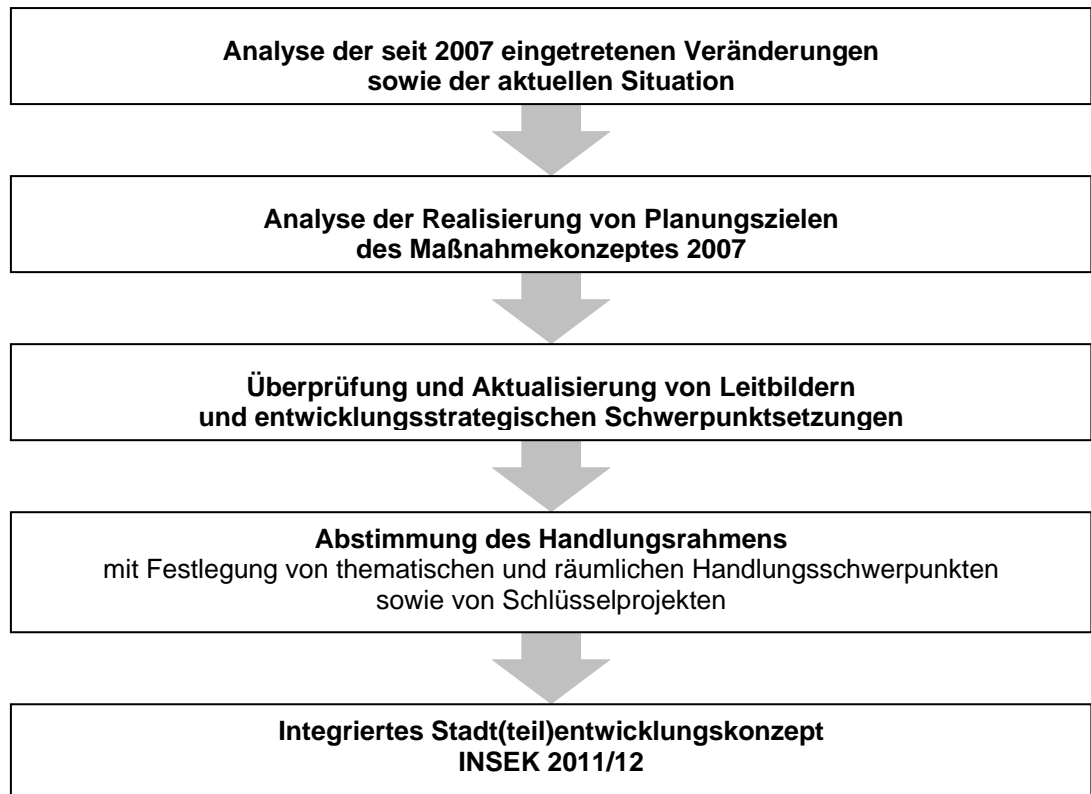 Analyse der seit 2007 eingetretenen Veränderungen
sowie der aktuellen Situation
Analyse der Realisierung von Planungszielen
des Maßnahmekonzeptes 2007
Überprüfung und Aktualisierung von Leitbildern
und entwicklungsstrategischen Schwerpunktsetzungen
Abstimmung des Handlungsrahmens
mit Festlegung von thematischen und räumlichen Handlungsschwerpunkten
sowie von Schlüsselprojekten
Integriertes Stadt(teil)entwicklungskonzept
INSEK 2011/12